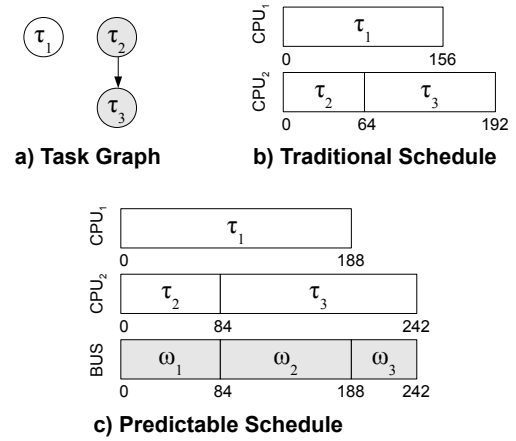 τ1 τ2
τ3
a) Task Graph
CPU1 τ1
0 156
CPU2 τ2 τ3
0 64 192
b) Traditional Schedule
CPU1 τ1
0 188
CPU2 τ2 τ3
0 84 242
BUS ω1 ω2 ω3
0 84 188 242
c) Predictable Schedule